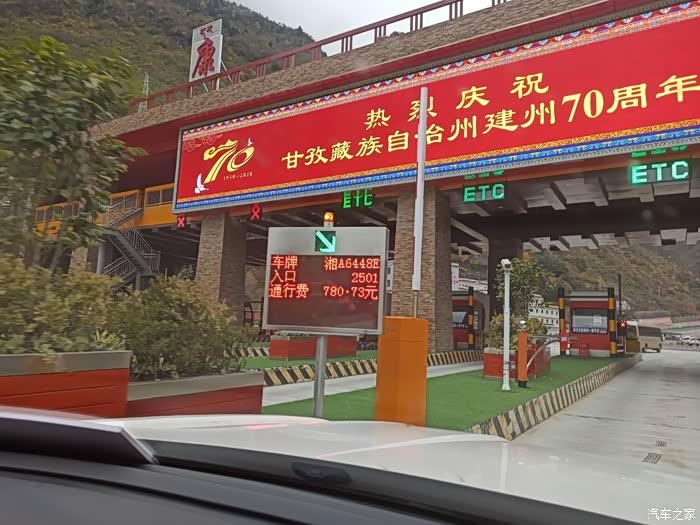 康
热烈庆祝
甘孜藏族自治州建州70周年
70
1950-2020
ETC
ETC
ETC
车牌 湘A6448E
入口 2501
通行费 780·73元
汽车之家